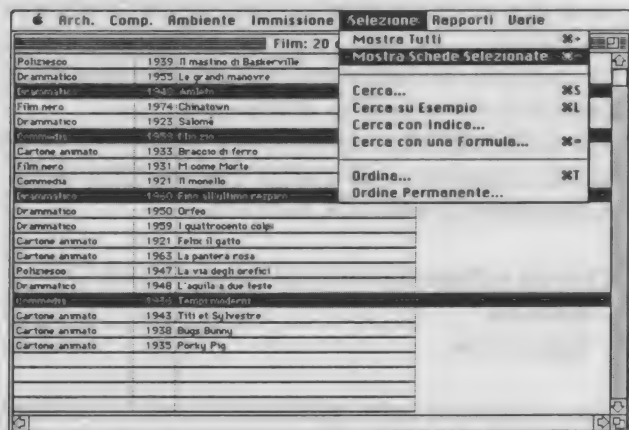 Arch. Comp. Ambiente Immissione Selezione Rapporti Varie
Film: 20
Mostra Tutti ⌘+
Mostra Schede Selezionate ⌘-
Cerca... ⌘S
Cerca su Esempio ⌘L
Cerca con Indice...
Cerca con una Formula... ⌘=
Ordina... ⌘T
Ordine Permanente...
Poliziesco 1939 Il mastino di Baskerville
Drammatico 1955 Le grandi manovre
Drammatico 1948 Amleto
Film nero 1974 Chinatown
Drammatico 1923 Salomé
Commedia 1958 Mio zio
Cartone animato 1933 Braccio di ferro
Film nero 1931 M come Morte
Commedia 1921 Il monello
Drammatico 1960 Fino all'ultimo respiro
Drammatico 1950 Orfeo
Drammatico 1959 I quattrocento colpi
Cartone animato 1921 Felix il gatto
Cartone animato 1963 La pantera rosa
Poliziesco 1947 La via degli orefici
Drammatico 1948 L'aquila a due teste
Commedia 1936 Tempi moderni
Cartone animato 1943 Titi et Sylvestre
Cartone animato 1938 Bugs Bunny
Cartone animato 1935 Porky Pig